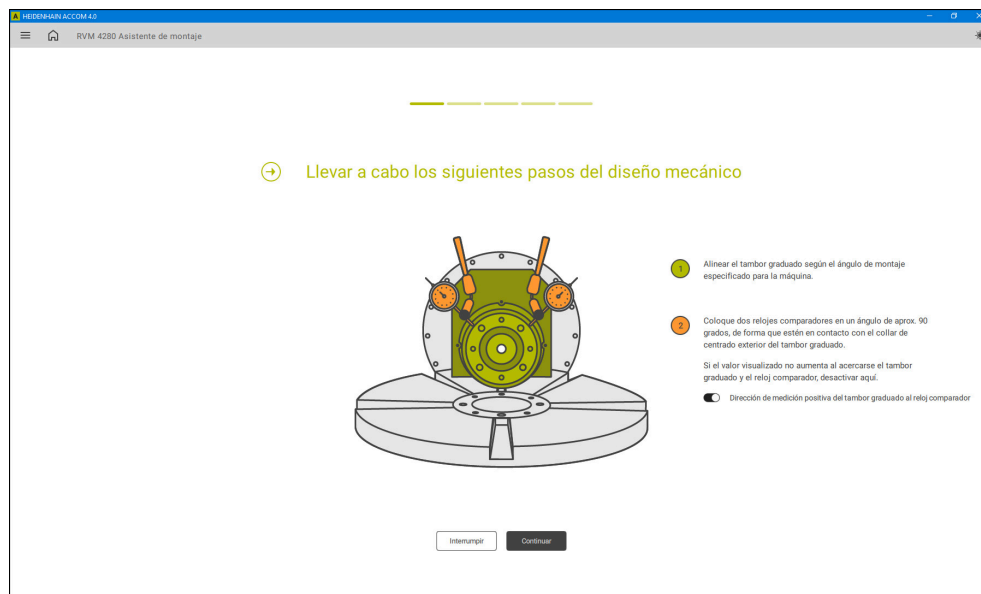 HEIDENHAIN ACCOM 4.0
RVM 4280 Asistente de montaje
Llevar a cabo los siguientes pasos del diseño mecánico
1
Alinear el tambor graduado según el ángulo de montaje
especificado para la máquina.
2
Coloque dos relojes comparadores en un ángulo de aprox. 90
grados, de forma que estén en contacto con el collar de
centrado exterior del tambor graduado.
Si el valor visualizado no aumenta al acercarse el tambor
graduado y el reloj comparador, desactivar aquí.
Dirección de medición positiva del tambor graduado al reloj comparador
Interrumpir
Continuar